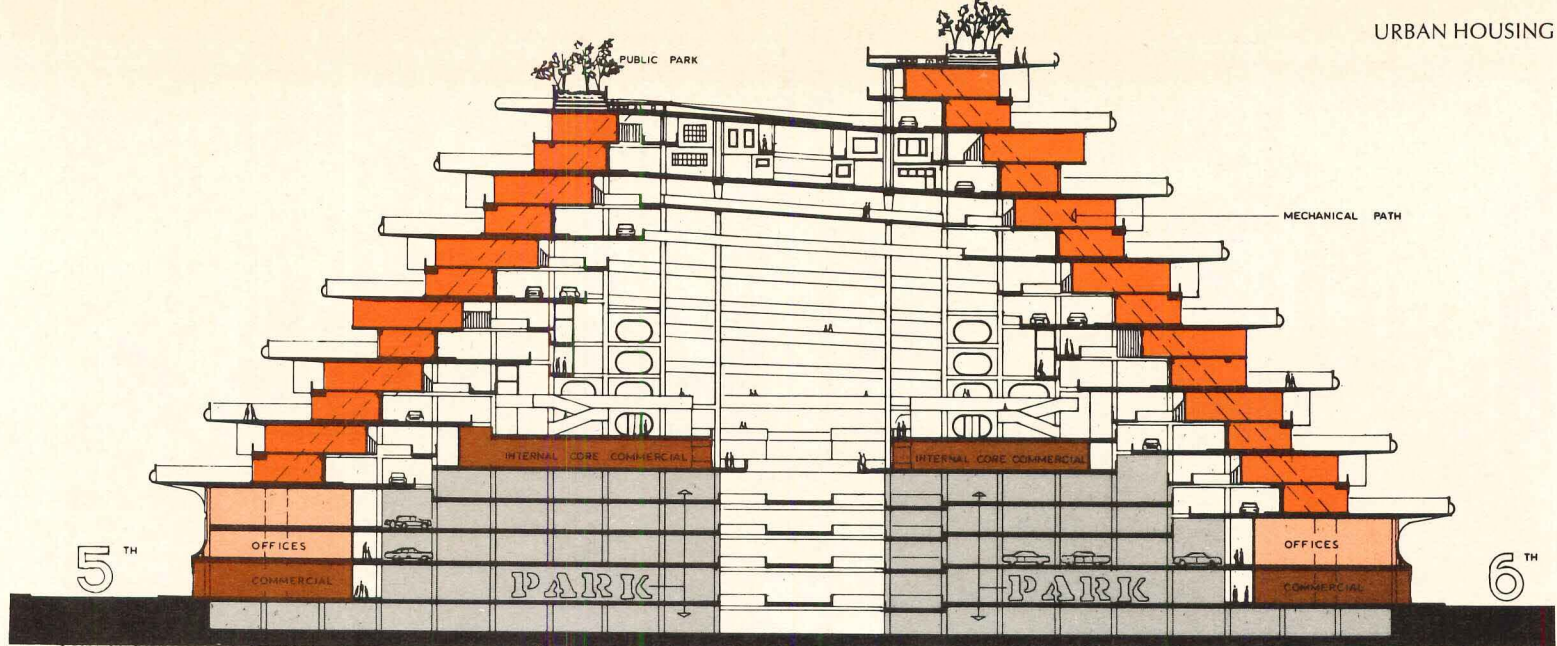 URBAN HOUSING
PUBLIC PARK
MECHANICAL PATH
INTERNAL CORE COMMERCIAL
INTERNAL CORE COMMERCIAL
5TH
OFFICES
OFFICES
6TH
COMMERCIAL
PARK
PARK
COMMERCIAL